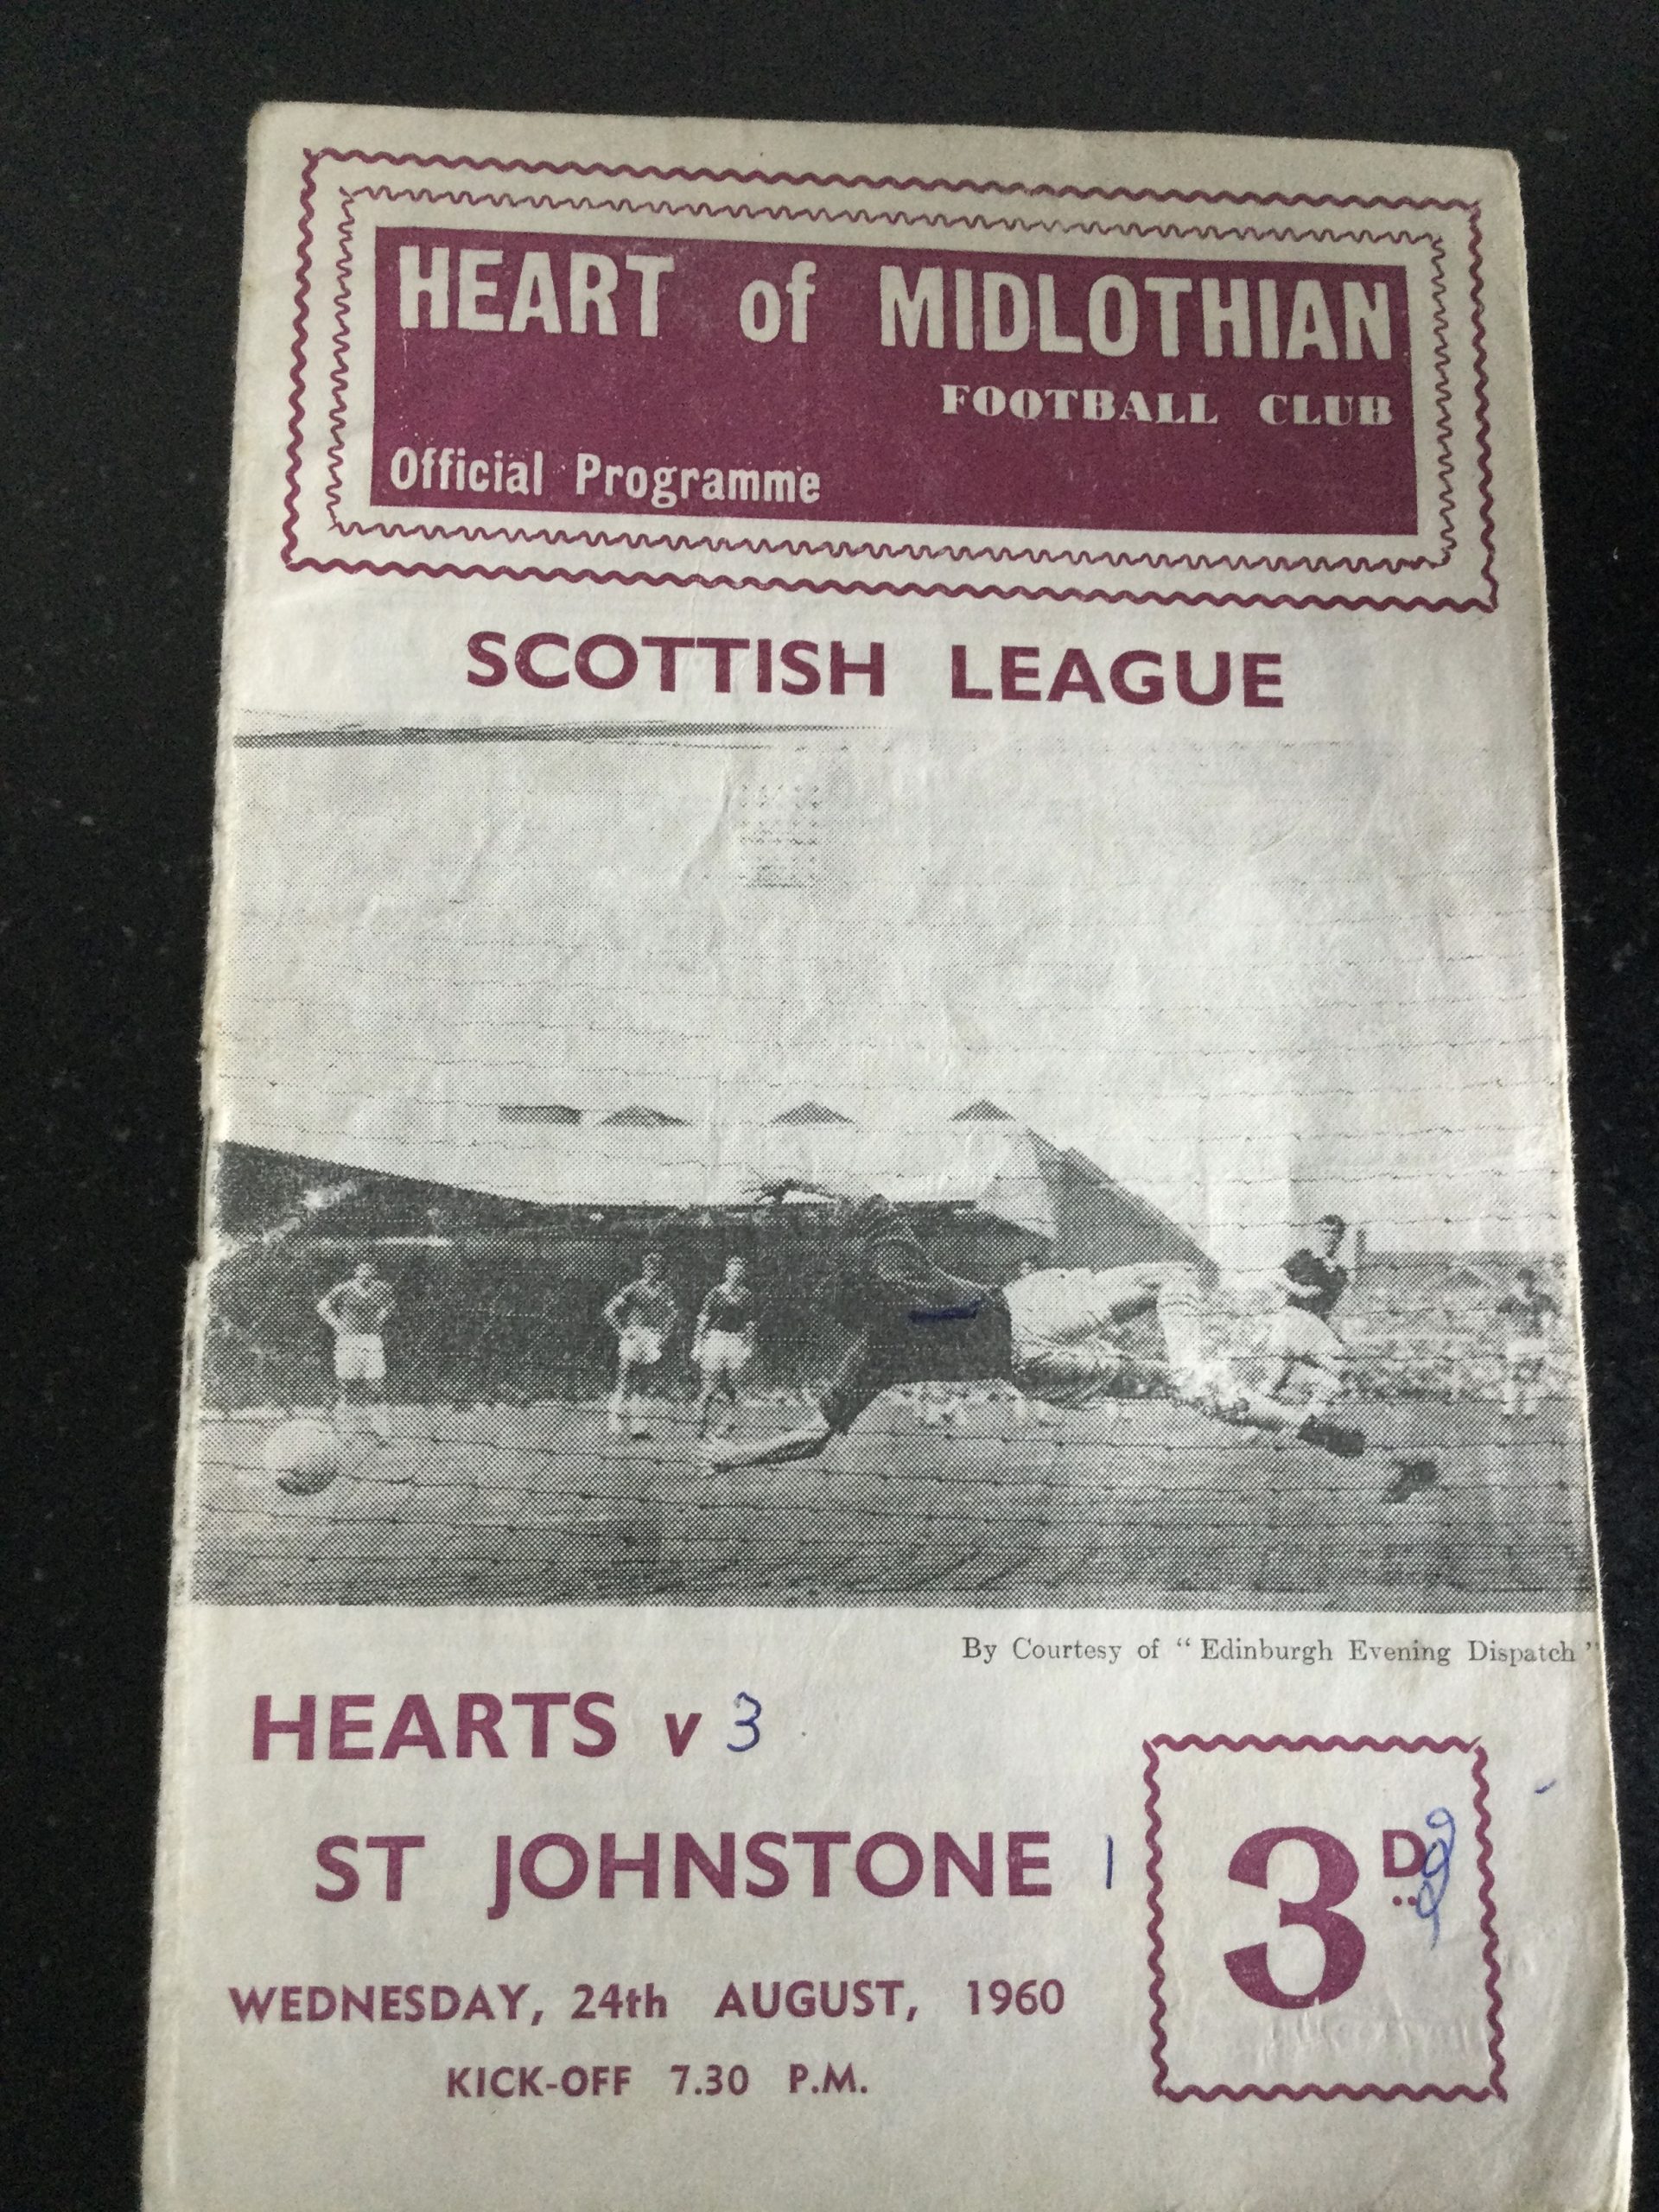 HEART of MIDLOTHIAN
FOOTBALL CLUB
Official Programme
SCOTTISH LEAGUE
By Courtesy of "Edinburgh Evening Dispatch"
HEARTS v 3
ST JOHNSTONE 1
3D
WEDNESDAY, 24th AUGUST, 1960
KICK-OFF 7.30 P.M.